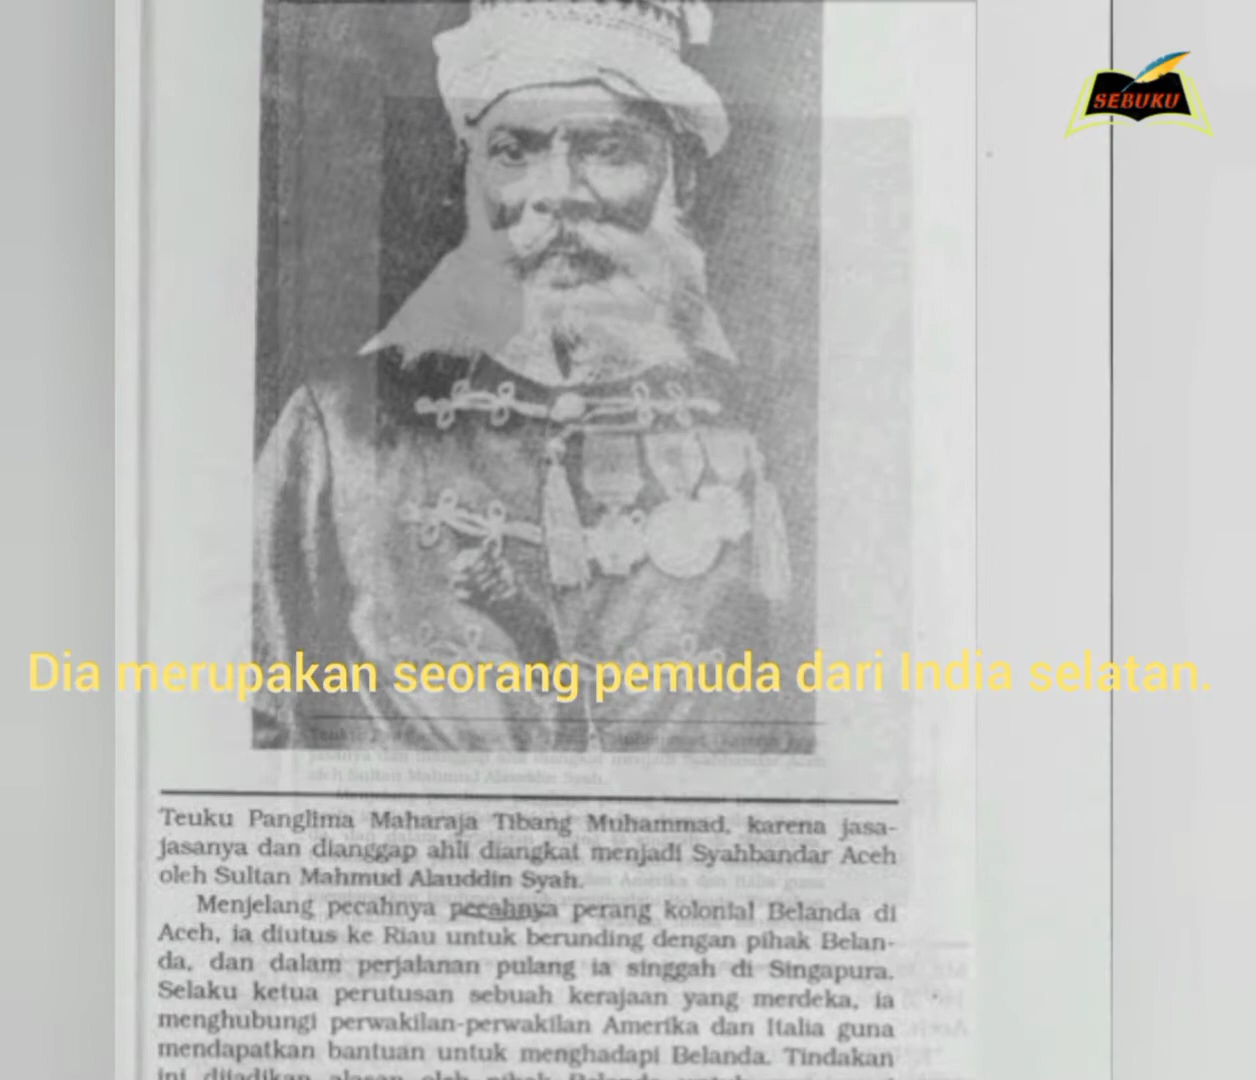 SEBUKU
Dia merupakan seorang pemuda dari India selatan.
Teuku Panglima Maharaja Tibang Muhammad, karena jasa-
jasanya dan dianggap ahli diangkat menjadi Syahbandar Aceh
oleh Sultan Mahmud Alauddin Syah.
Menjelang pecahnya pecahnya perang kolonial Belanda di
Aceh, ia diutus ke Riau untuk berunding dengan pihak Belan-
da, dan dalam perjalanan pulang ia singgah di Singapura.
Selaku ketua perutusan sebuah kerajaan yang merdeka, ia
menghubungi perwakilan-perwakilan Amerika dan Italia guna
mendapatkan bantuan untuk menghadapi Belanda. Tindakan